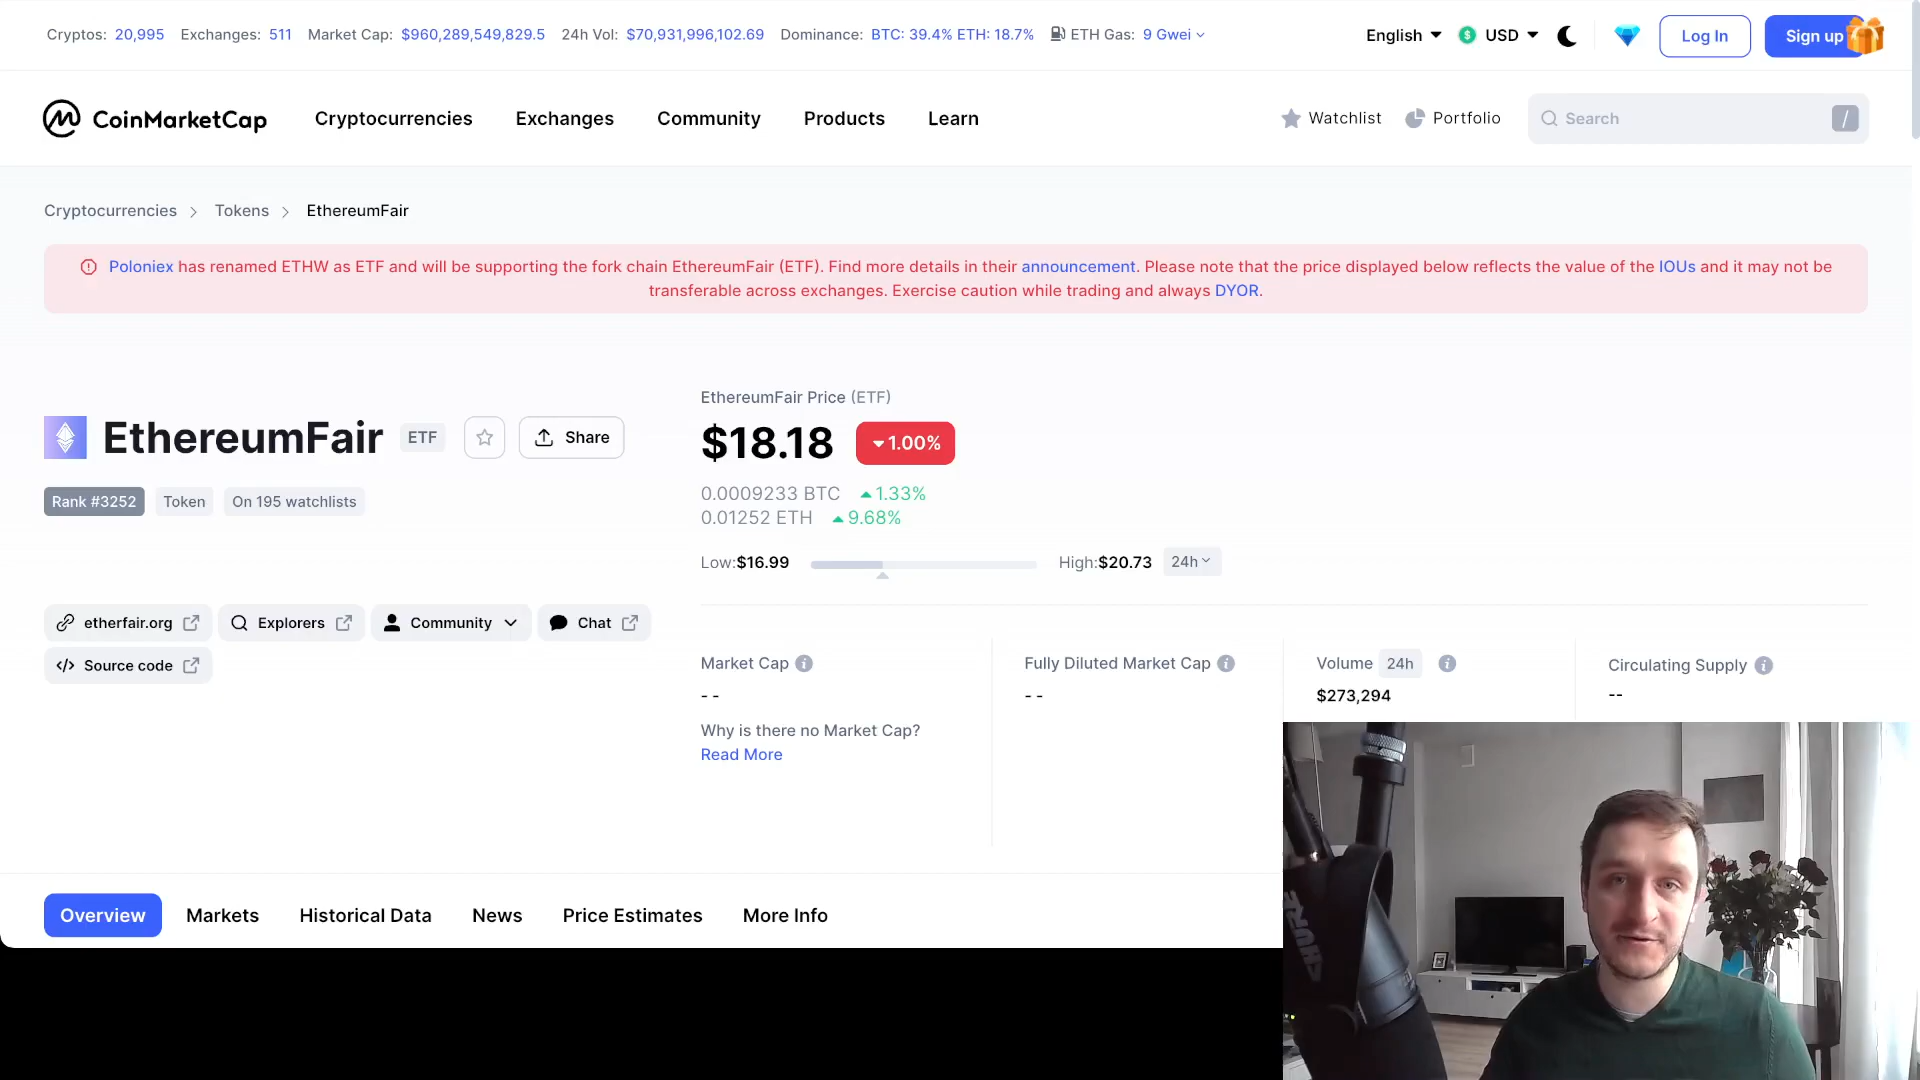 Cryptos: 20,995 Exchanges: 511 Market Cap: $960,289,549,829.5 24h Vol: $70,931,996,102.69 Dominance: BTC: 39.4% ETH: 18.7% ETH Gas: 9 Gwei English USD Log In Sign up
CoinMarketCap Cryptocurrencies Exchanges Community Products Learn Watchlist Portfolio Search /
Cryptocurrencies > Tokens > EthereumFair
Poloniex has renamed ETHW as ETF and will be supporting the fork chain EthereumFair (ETF). Find more details in their announcement. Please note that the price displayed below reflects the value of the IOUs and it may not be
transferable across exchanges. Exercise caution while trading and always DYOR.
EthereumFair ETF Share
Rank #3252 Token On 195 watchlists
etherfair.org Explorers Community Chat
Source code
EthereumFair Price (ETF)
$18.18 1.00%
0.0009233 BTC 1.33%
0.01252 ETH 9.68%
Low:$16.99 High:$20.73 24h
Market Cap
- -
Why is there no Market Cap?
Read More
Fully Diluted Market Cap
- -
Volume 24h
$273,294
Circulating Supply
--
Overview Markets Historical Data News Price Estimates More Info
SHURE